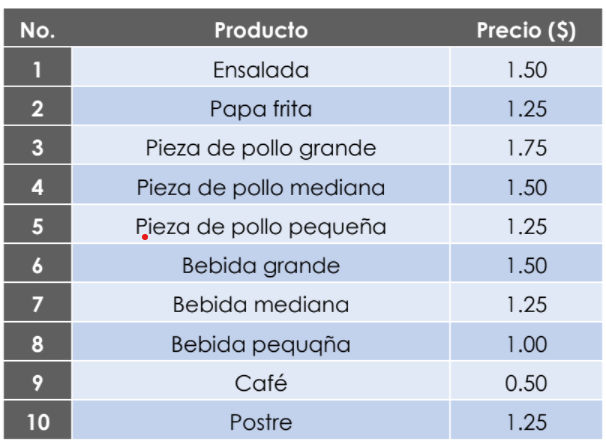 No. Producto Precio ($)
1 Ensalada 1.50
2 Papa frita 1.25
3 Pieza de pollo grande 1.75
4 Pieza de pollo mediana 1.50
5 Pieza de pollo pequeña 1.25
6 Bebida grande 1.50
7 Bebida mediana 1.25
8 Bebida pequqña 1.00
9 Café 0.50
10 Postre 1.25